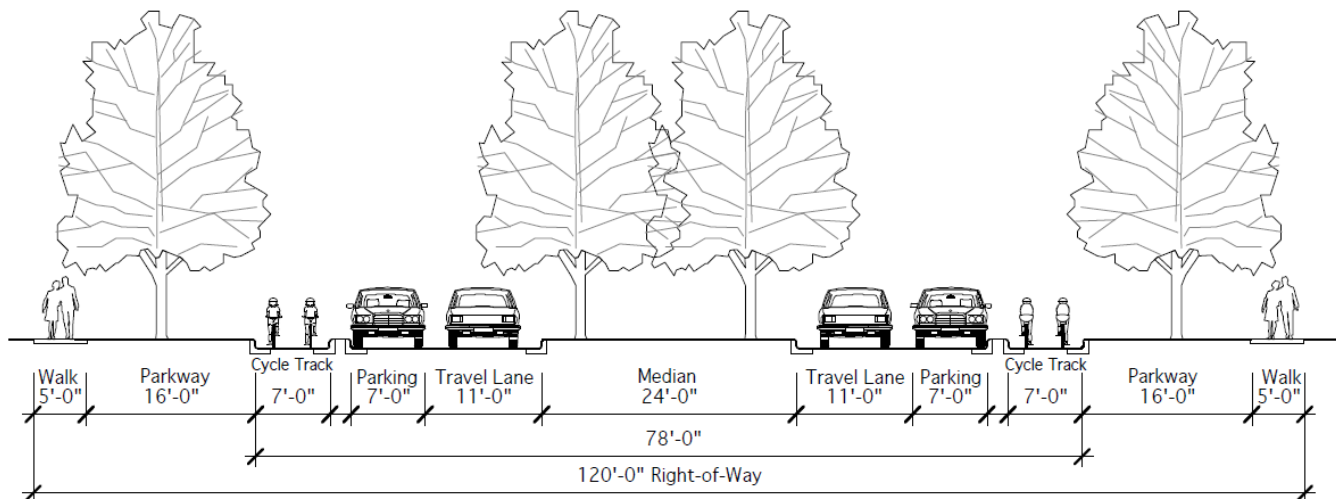 Walk
5'-0"
Parkway
16'-0"
Cycle Track
7'-0"
Parking
7'-0"
Travel Lane
11'-0"
Median
24'-0"
Travel Lane
11'-0"
Parking
7'-0"
Cycle Track
7'-0"
Parkway
16'-0"
Walk
5'-0"
78'-0"
120'-0" Right-of-Way